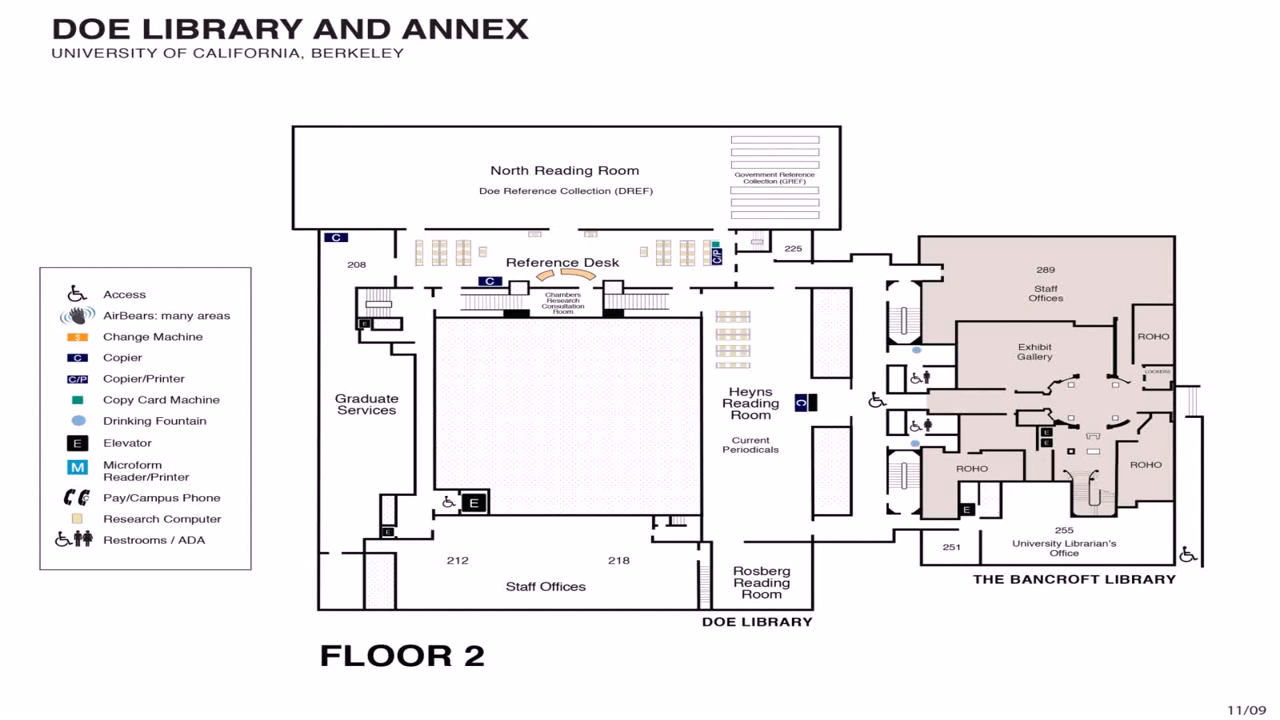 DOE LIBRARY AND ANNEX
UNIVERSITY OF CALIFORNIA, BERKELEY
North Reading Room
Doe Reference Collection (DREF)
Government Reference
Collection (GREF)
C
208
Reference Desk
C/P
225
C
Chambers
Research
Consultation
Room
E
289
Staff
Offices
Exhibit
Gallery
ROHO
LOCKERS
Access
AirBears: many areas
$ Change Machine
C Copier
C/P Copier/Printer
Copy Card Machine
Drinking Fountain
E Elevator
M Microform
Reader/Printer
C Pay/Campus Phone
Research Computer
Restrooms / ADA
Graduate
Services
Heyns
Reading
Room
C
Current
Periodicals
E
E
ROHO
ROHO
E
E
E
255
University Librarian's
Office
251
212
218
Staff Offices
Rosberg
Reading
Room
THE BANCROFT LIBRARY
DOE LIBRARY
FLOOR 2
11/09